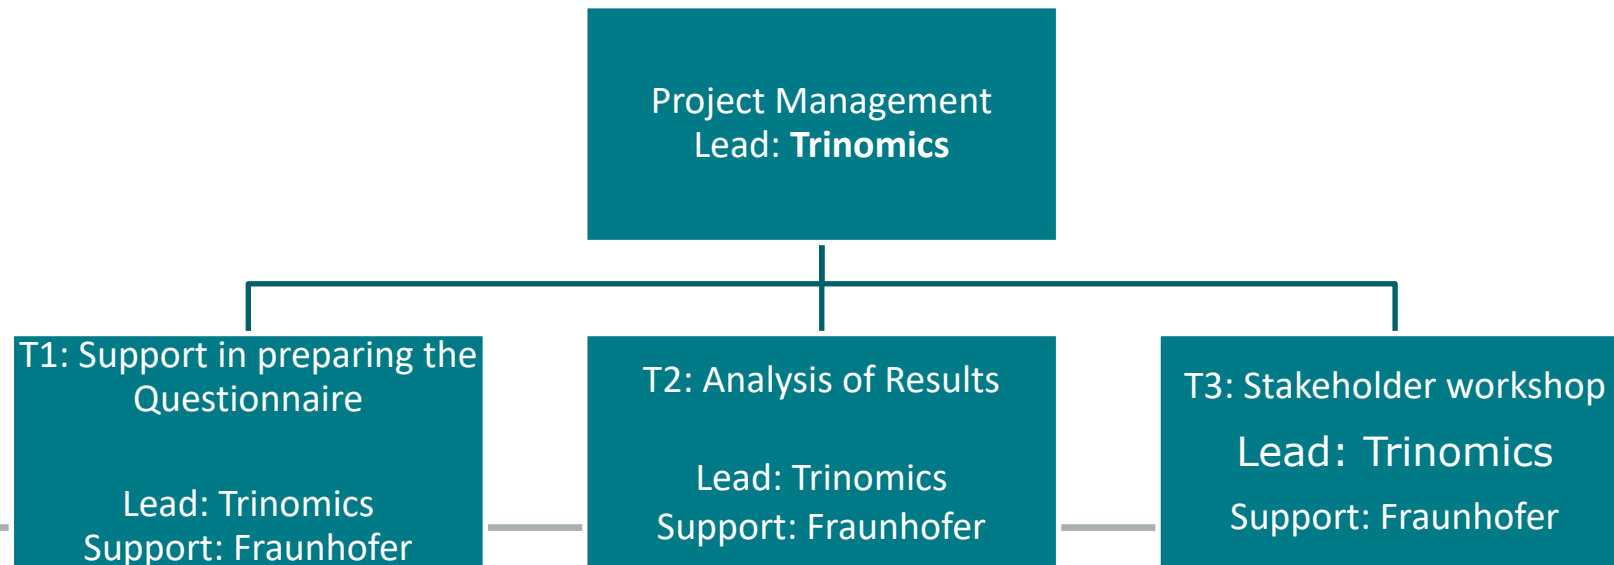 Project Management
Lead: Trinomics
T1: Support in preparing the
Questionnaire
Lead: Trinomics
Support: Fraunhofer
T2: Analysis of Results
Lead: Trinomics
Support: Fraunhofer
T3: Stakeholder workshop
Lead: Trinomics
Support: Fraunhofer